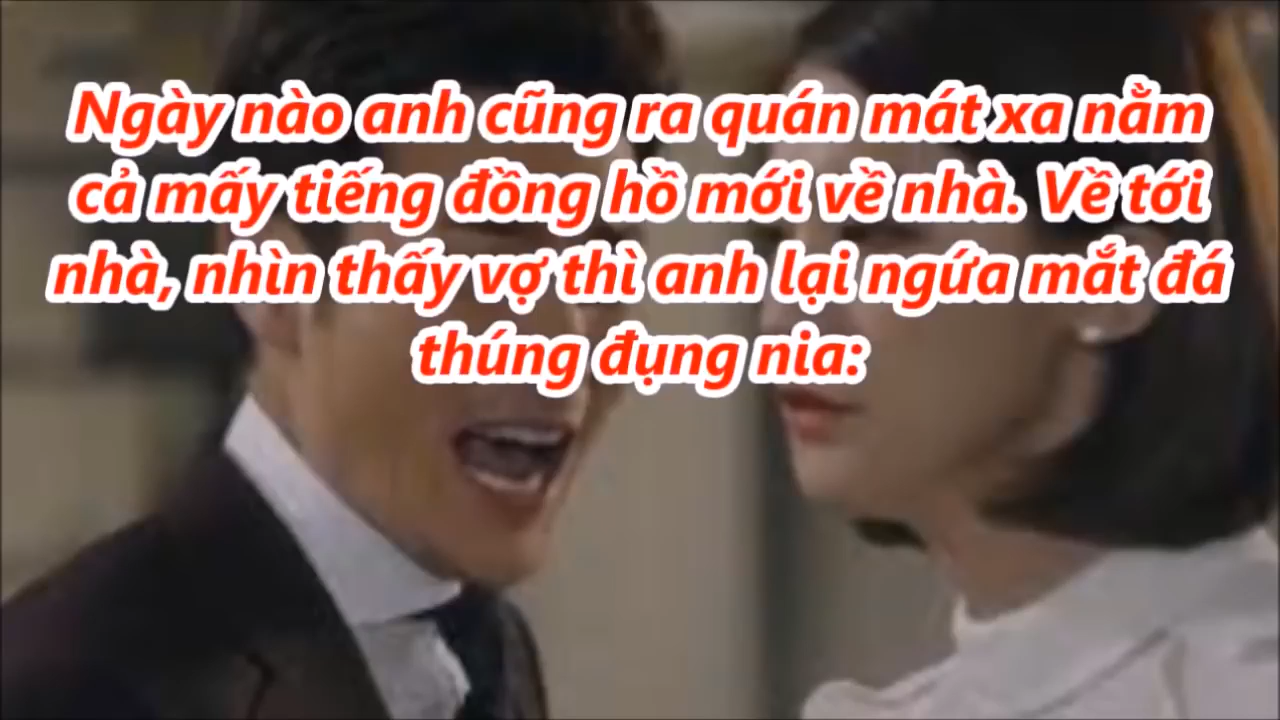 Ngày nào anh cũng ra quán mát xa nằm
cả mấy tiếng đồng hồ mới về nhà. Về tới
nhà, nhìn thấy vợ thì anh lại ngứa mắt đá
thúng đụng nia: